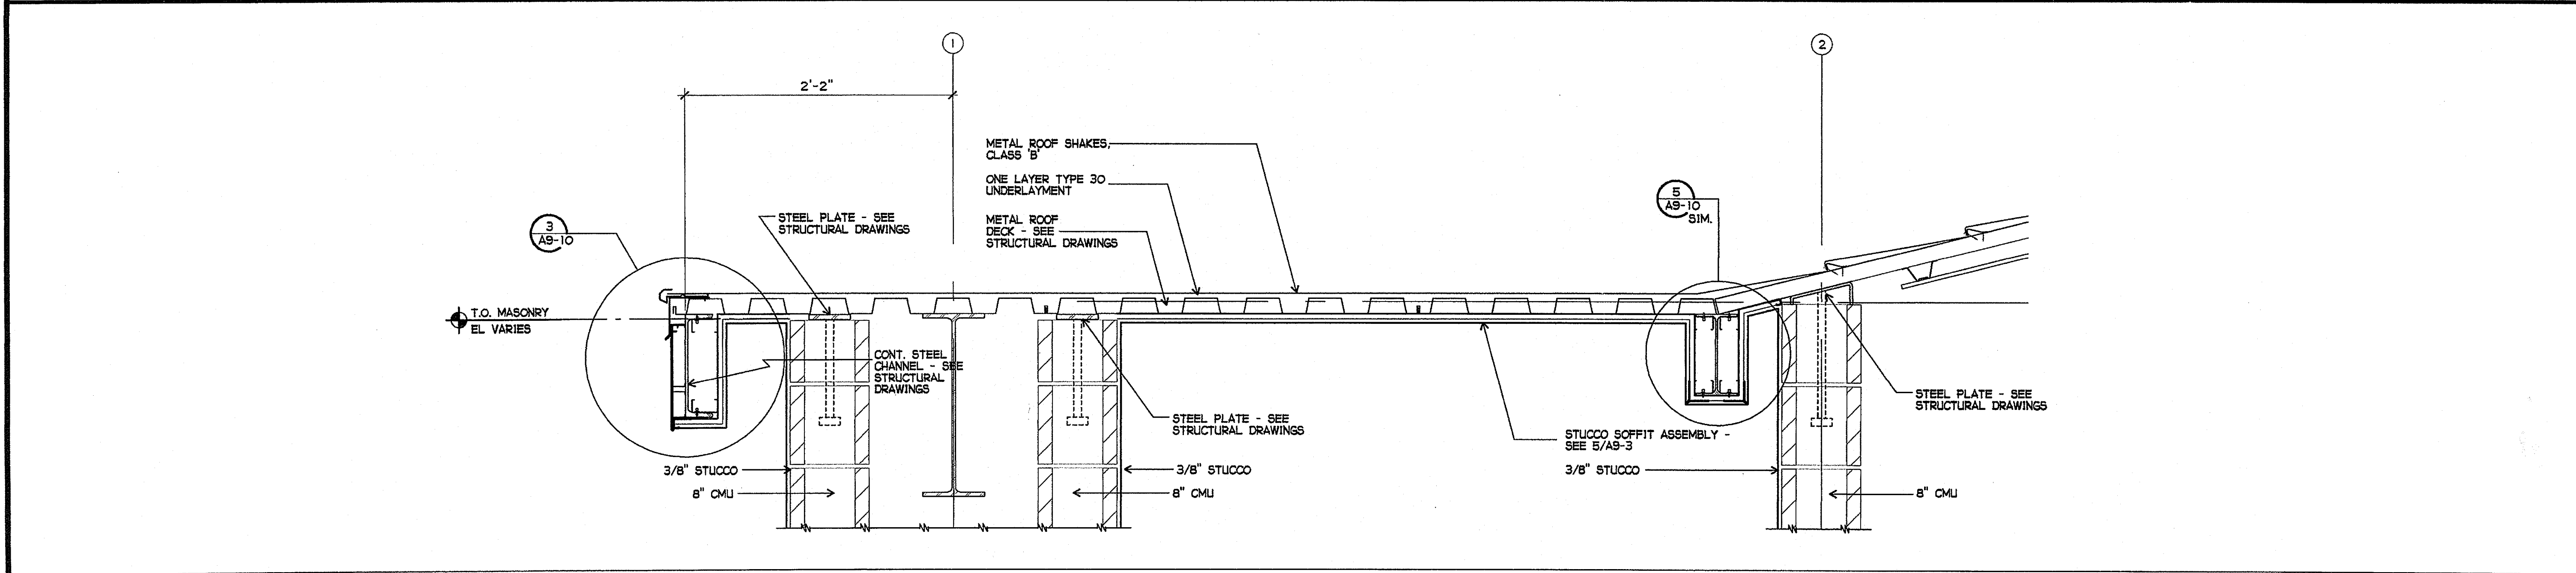 1
2
2'-2"
METAL ROOF SHAKES,
CLASS 'B'
ONE LAYER TYPE 30
UNDERLAYMENT
METAL ROOF
DECK - SEE
STRUCTURAL DRAWINGS
STEEL PLATE - SEE
STRUCTURAL DRAWINGS
3
A9-10
5
A9-10
SIM.
T.O. MASONRY
EL VARIES
CONT. STEEL
CHANNEL - SEE
STRUCTURAL
DRAWINGS
STEEL PLATE - SEE
STRUCTURAL DRAWINGS
STEEL PLATE - SEE
STRUCTURAL DRAWINGS
STUCCO SOFFIT ASSEMBLY -
SEE 5/A9-3
3/8" STUCCO
3/8" STUCCO
3/8" STUCCO
8" CMU
8" CMU
8" CMU